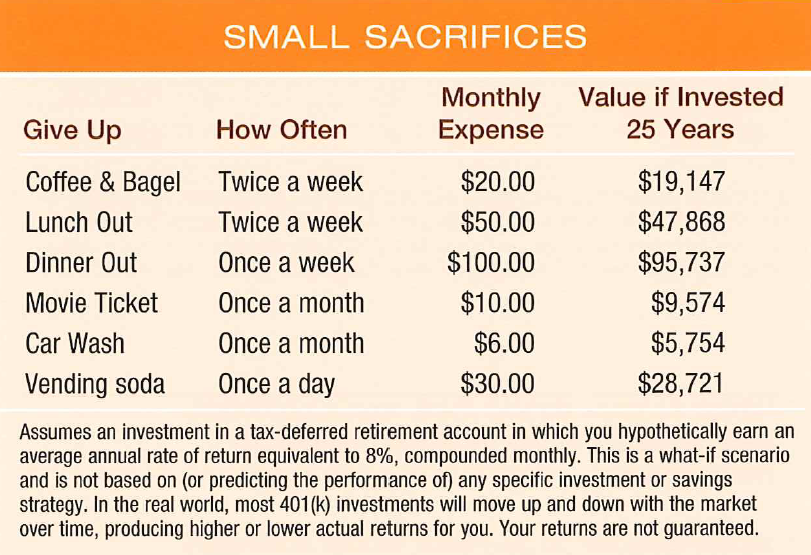 SMALL SACRIFICES
Monthly Value if Invested
Give Up How Often Expense 25 Years
Coffee & Bagel Twice a week $20.00 $19,147
Lunch Out Twice a week $50.00 $47,868
Dinner Out Once a week $100.00 $95,737
Movie Ticket Once a month $10.00 $9,574
Car Wash Once a month $6.00 $5,754
Vending soda Once a day $30.00 $28,721
Assumes an investment in a tax-deferred retirement account in which you hypothetically earn an
average annual rate of return equivalent to 8%, compounded monthly. This is a what-if scenario
and is not based on (or predicting the performance of) any specific investment or savings
strategy. In the real world, most 401(k) investments will move up and down with the market
over time, producing higher or lower actual returns for you. Your returns are not guaranteed.